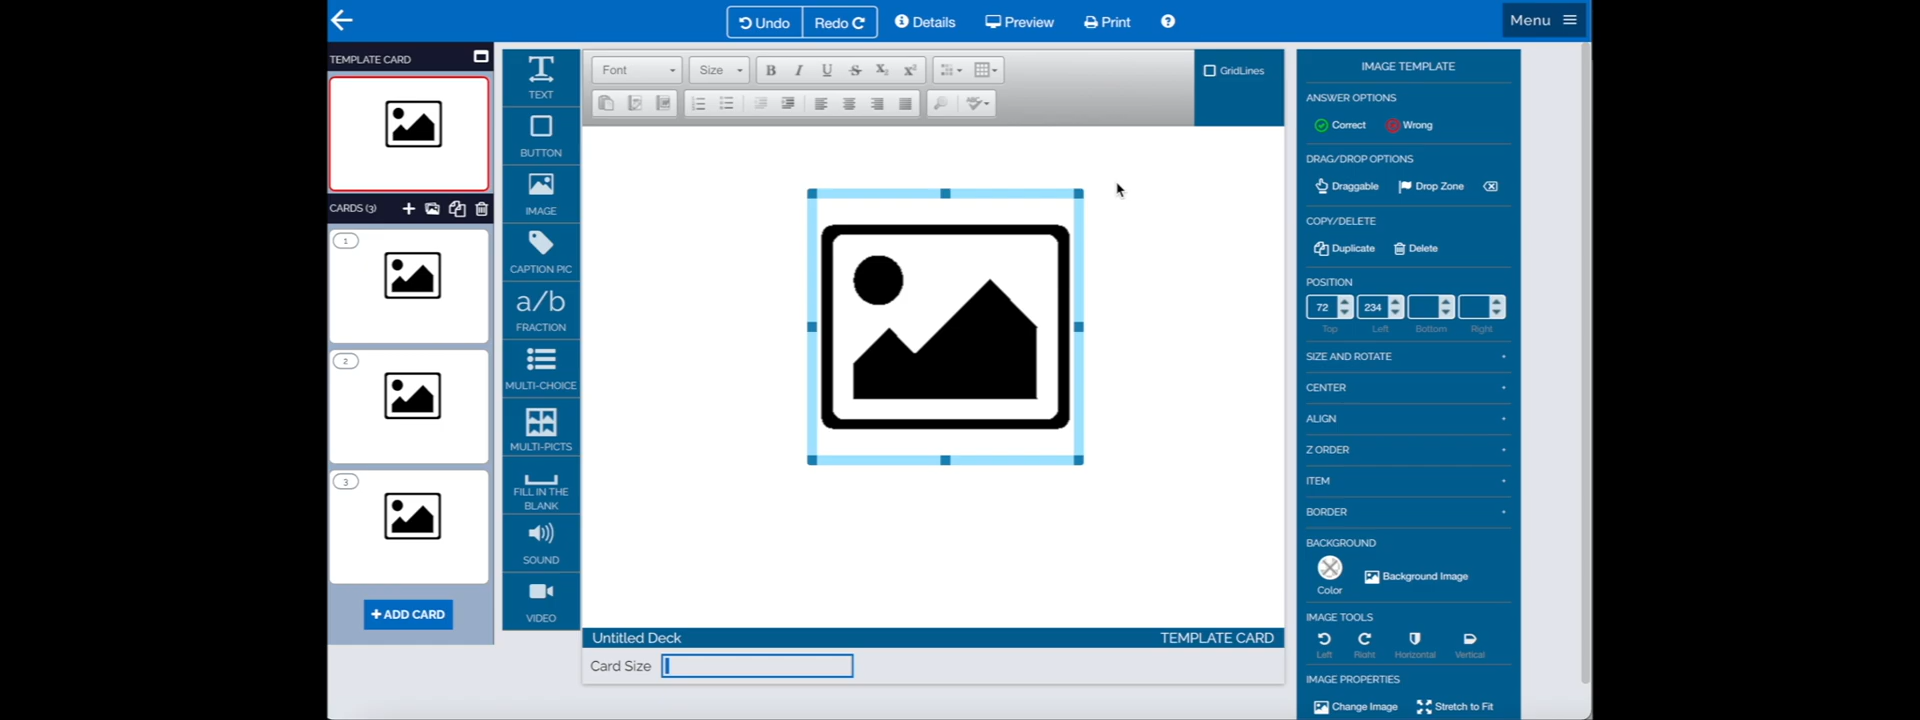 Undo
Redo
Details
Preview
Print
?
Menu
TEMPLATE CARD
CARDS (3)
1
2
3
+ ADD CARD
T
TEXT
BUTTON
IMAGE
CAPTION PIC
a/b
FRACTION
MULTI-CHOICE
MULTI-PICTS
FILL IN THE
BLANK
SOUND
VIDEO
Font
Size
B I U S X₂ X²
GridLines
Untitled Deck
TEMPLATE CARD
Card Size
IMAGE TEMPLATE
ANSWER OPTIONS
Correct
Wrong
DRAG/DROP OPTIONS
Draggable
Drop Zone
COPY/DELETE
Duplicate
Delete
POSITION
72
234
Top
Left
Bottom
Right
SIZE AND ROTATE
CENTER
ALIGN
Z ORDER
ITEM
BORDER
BACKGROUND
Color
Background Image
IMAGE TOOLS
Left
Right
Horizontal
Vertical
IMAGE PROPERTIES
Change Image
Stretch to Fit